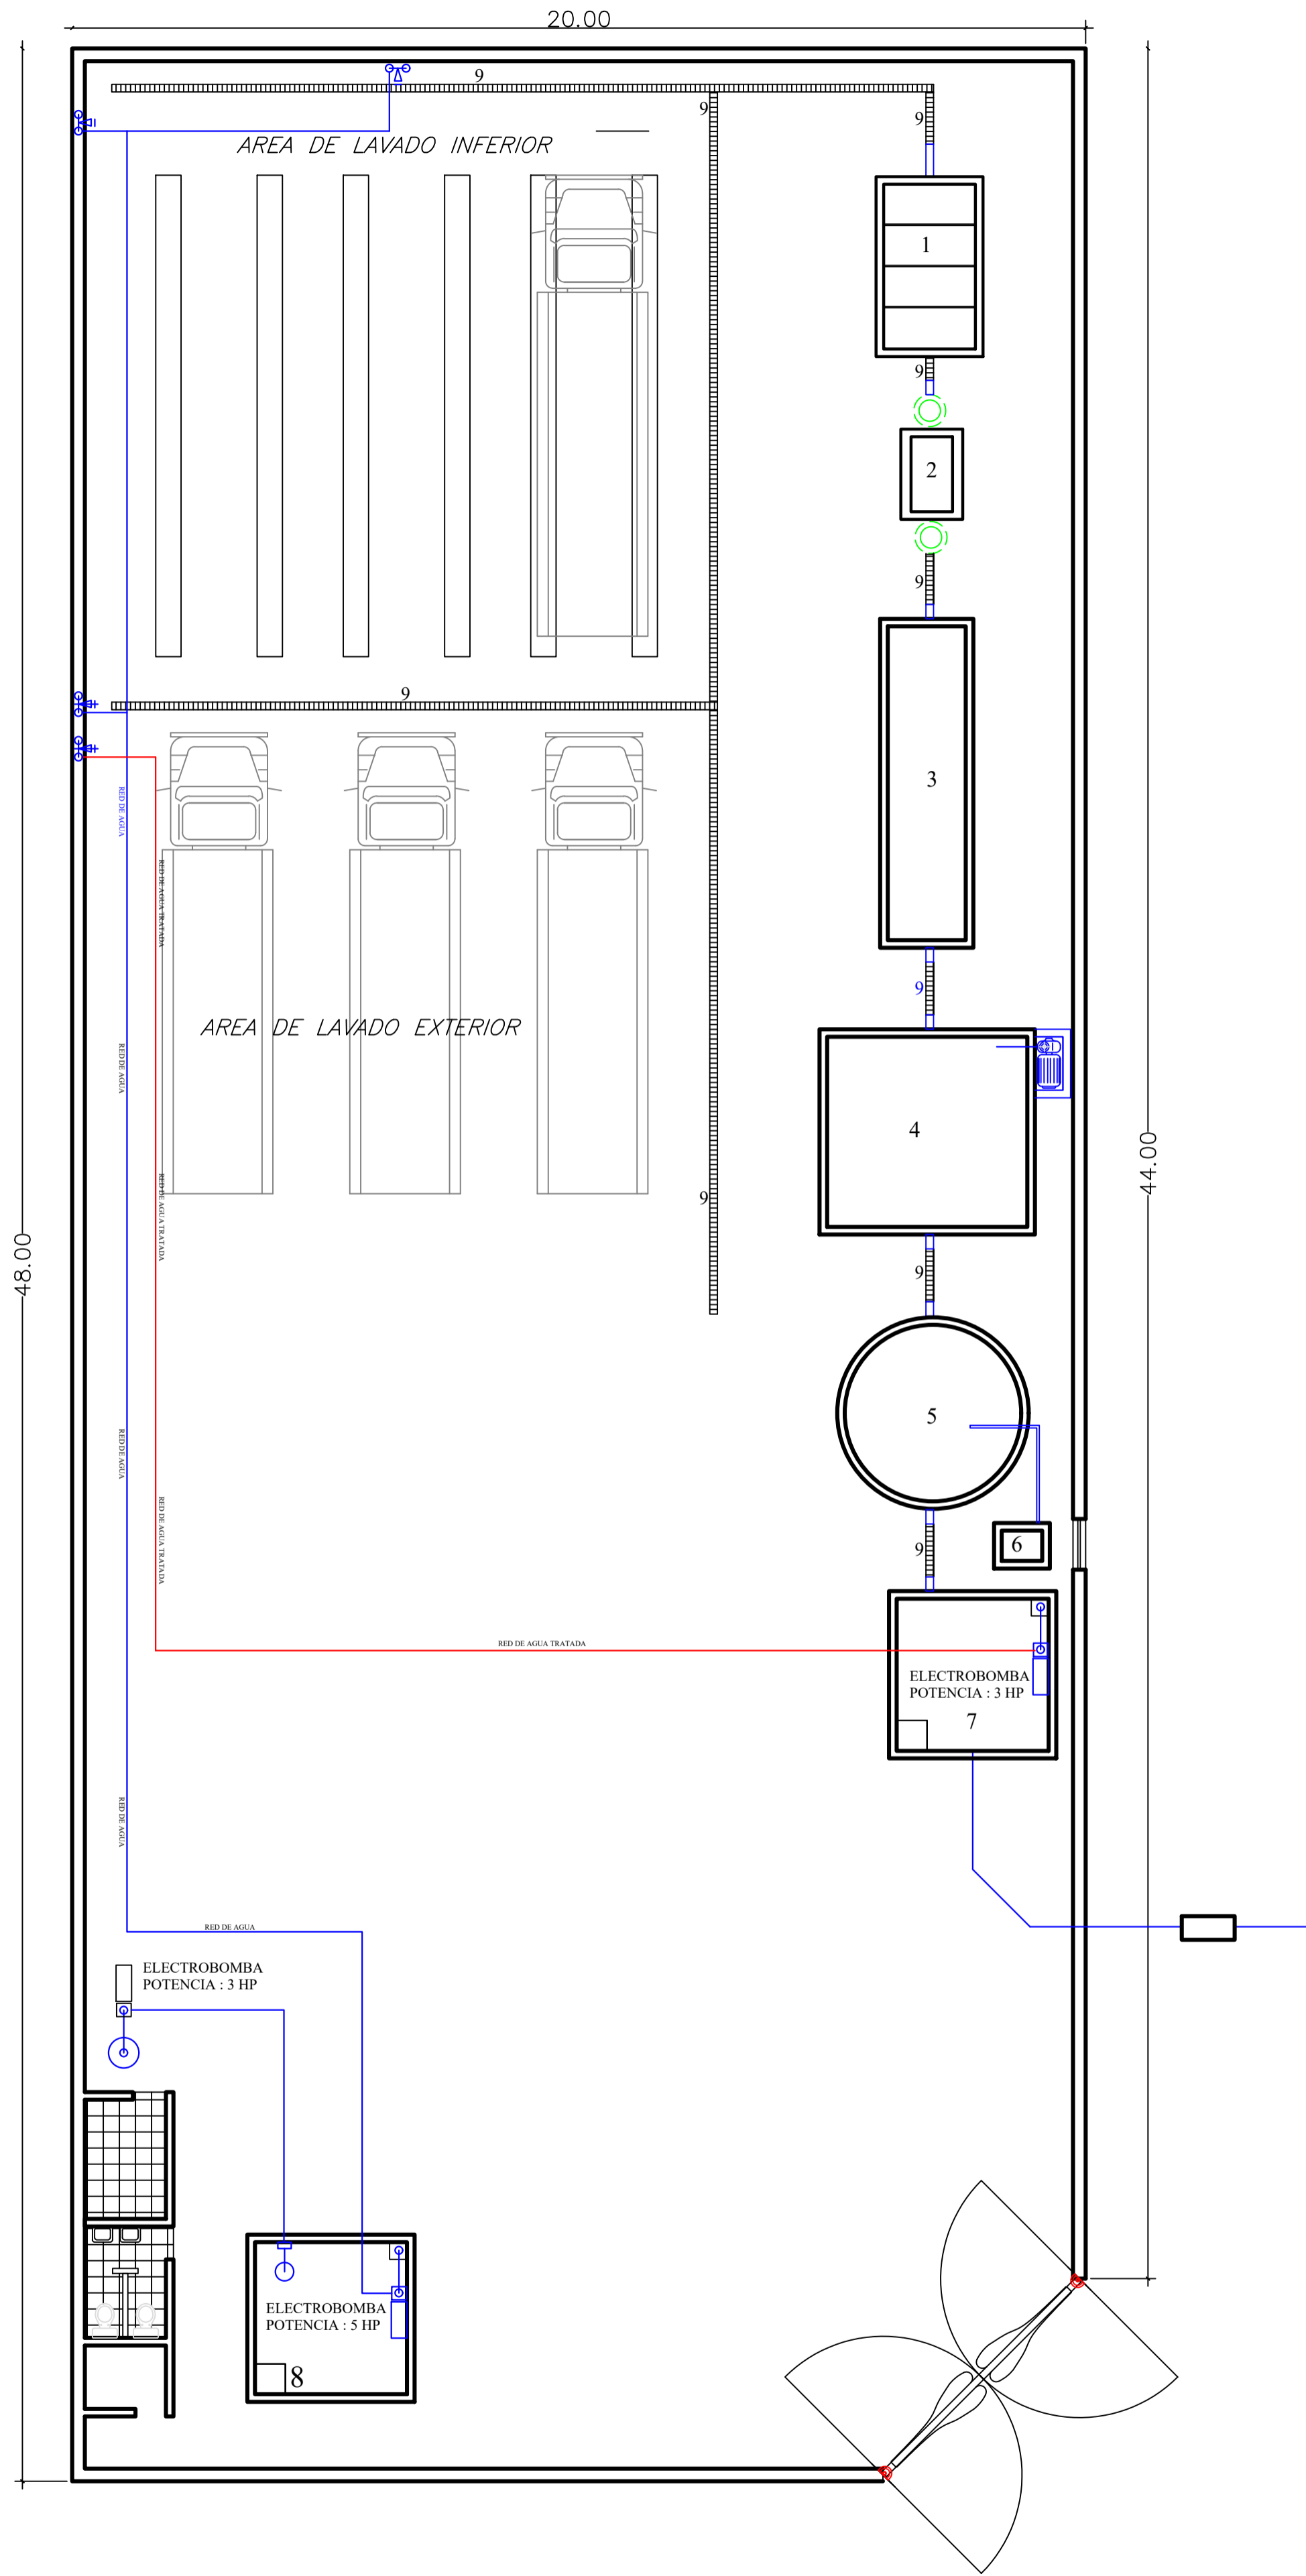 20.00
9
9
9
AREA DE LAVADO INFERIOR
1
9
2
9
3
9
RED DE AGUA
RED DE AGUA TRATADA
9
AREA DE LAVADO EXTERIOR
RED DE AGUA
4
44.00
RED DE AGUA TRATADA
9
48.00
9
5
RED DE AGUA
RED DE AGUA TRATADA
9
6
RED DE AGUA TRATADA
ELECTROBOMBA
POTENCIA : 3 HP
7
RED DE AGUA
RED DE AGUA
ELECTROBOMBA
POTENCIA : 3 HP
ELECTROBOMBA
POTENCIA : 5 HP
8